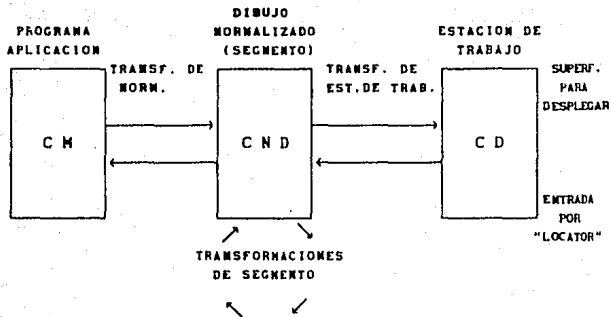 PROGRAMA
APLICACION
DIBUJO
NORMALIZADO
(SEGMENTO)
ESTACION DE
TRABAJO
TRANSF. DE
NORM.
TRANSF. DE
EST.DE TRAB.
SUPERF.
PARA
DESPLEGAR
C M
C N D
C D
ENTRADA
POR
"LOCATOR"
TRANSFORMACIONES
DE SEGMENTO